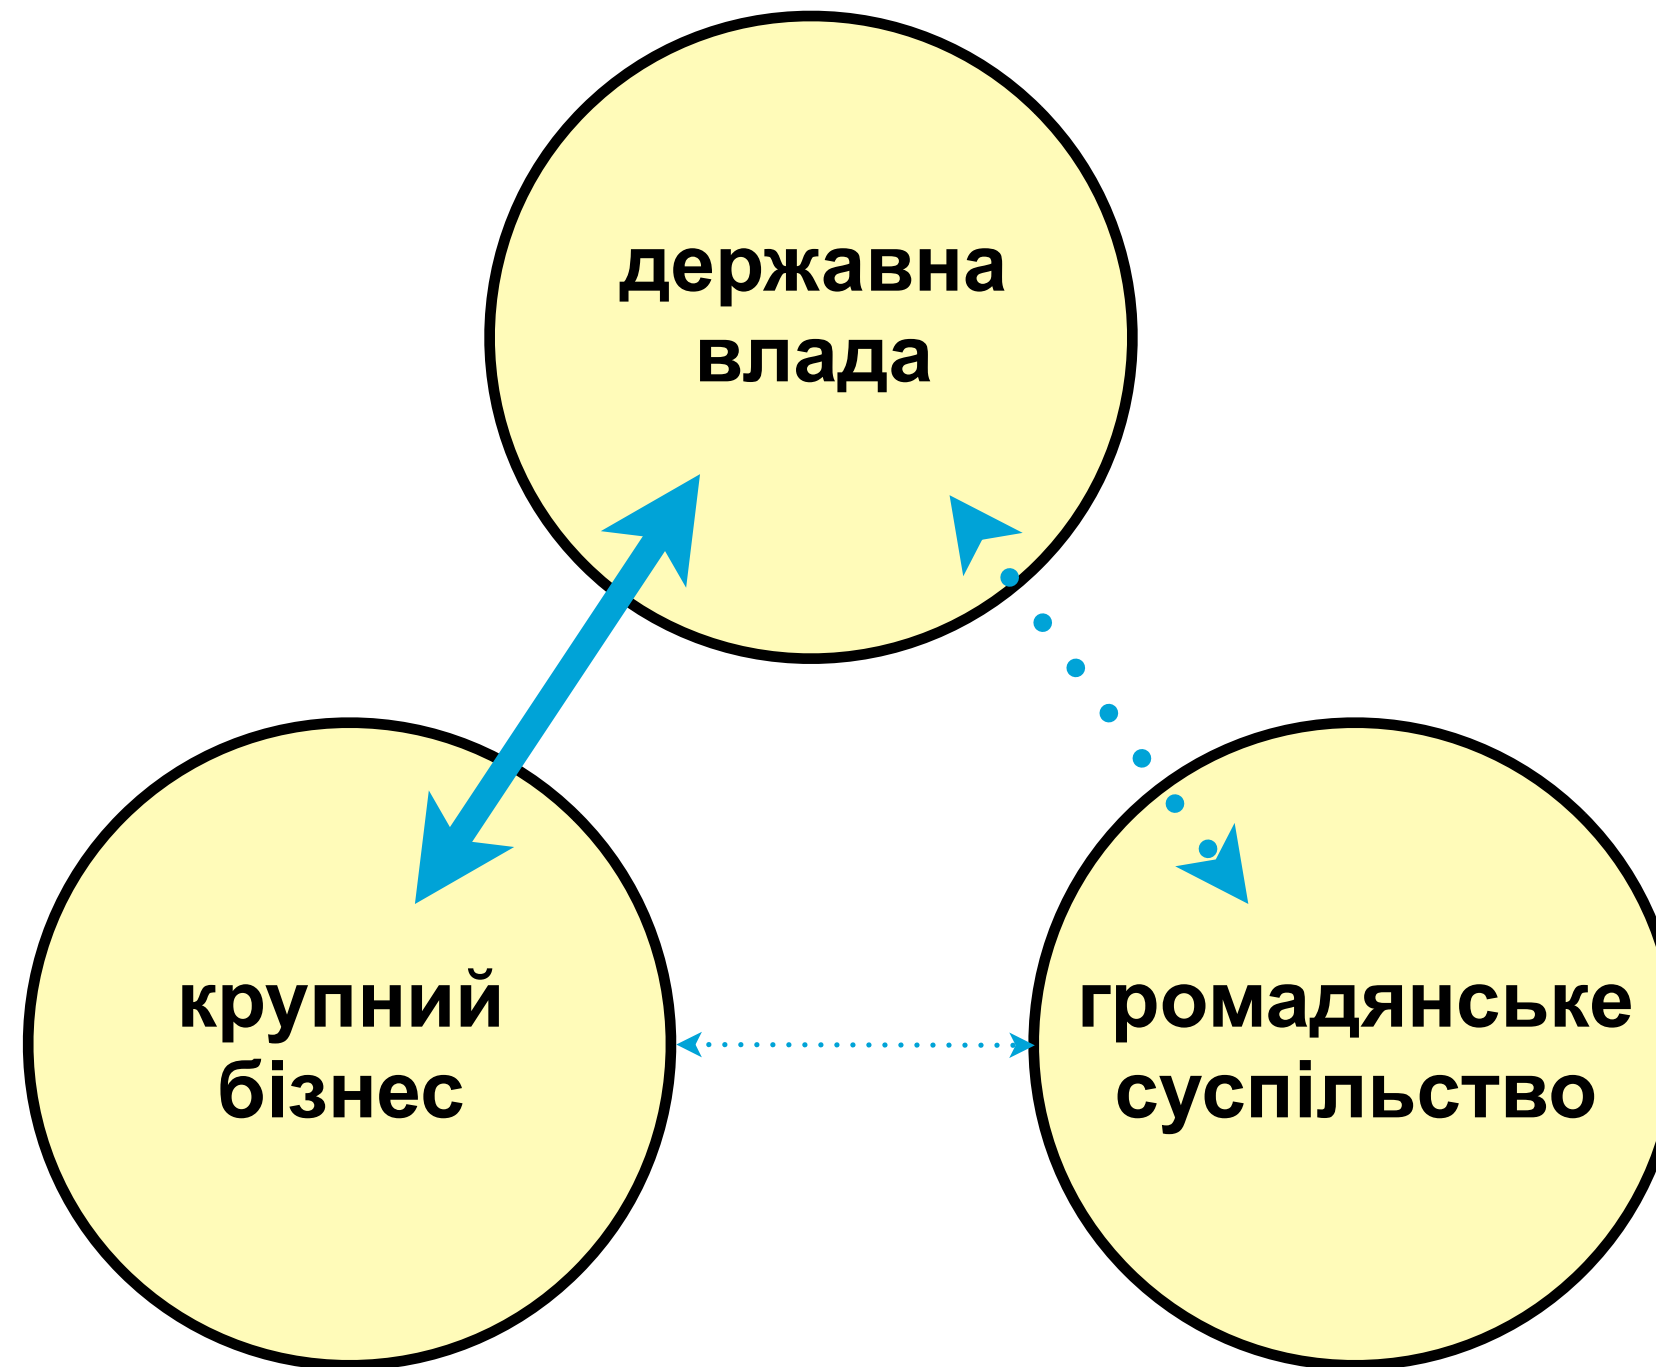 державна
влада
крупний
бізнес
громадянське
суспільство